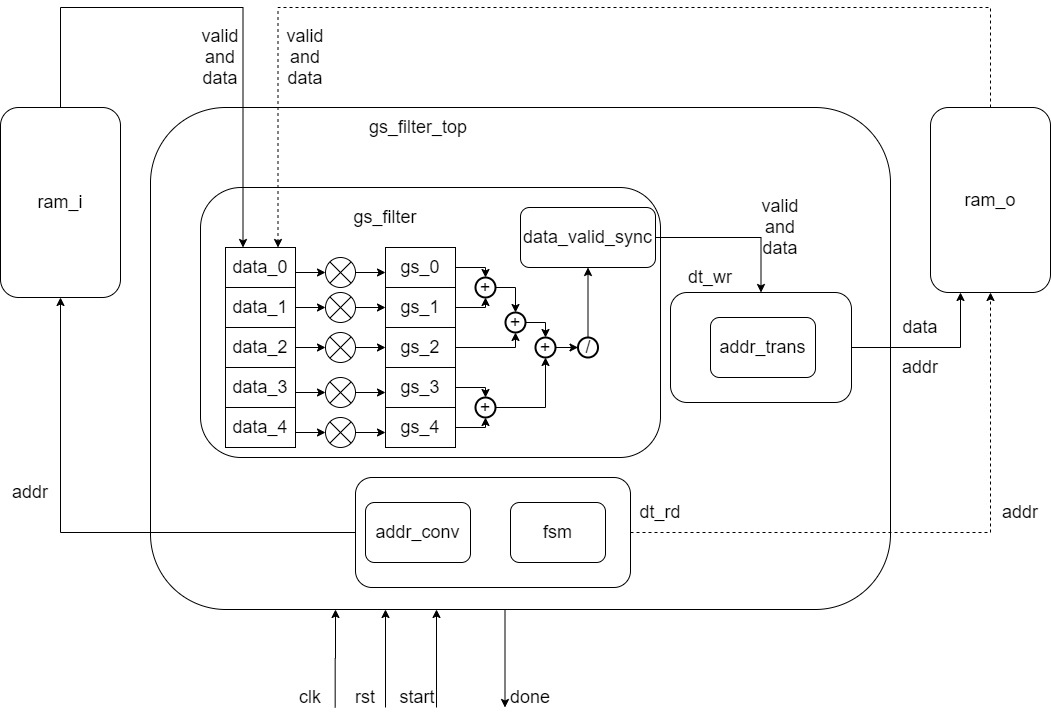 valid
and
data
valid
and
data
gs_filter_top
ram_i
ram_o
gs_filter
data_valid_sync
valid
and
data
dt_wr
data_0
gs_0
+
data_1
gs_1
+
data_2
gs_2
+
/
addr_trans
data
addr
data_3
gs_3
+
data_4
gs_4
addr
addr_conv
fsm
dt_rd
addr
clk
rst
start
done